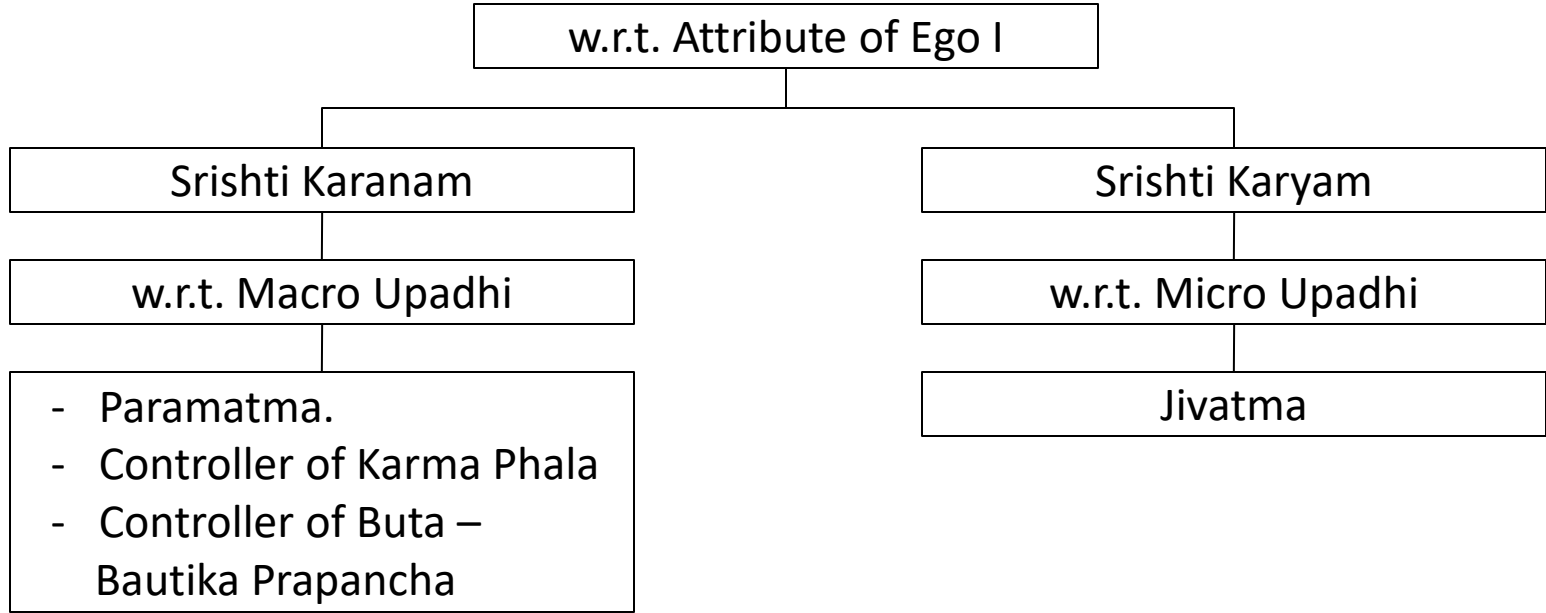 w.r.t. Attribute of Ego I
Srishti Karanam
w.r.t. Macro Upadhi
- Paramatma.
- Controller of Karma Phala
- Controller of Buta –
Bautika Prapancha
Srishti Karyam
w.r.t. Micro Upadhi
Jivatma